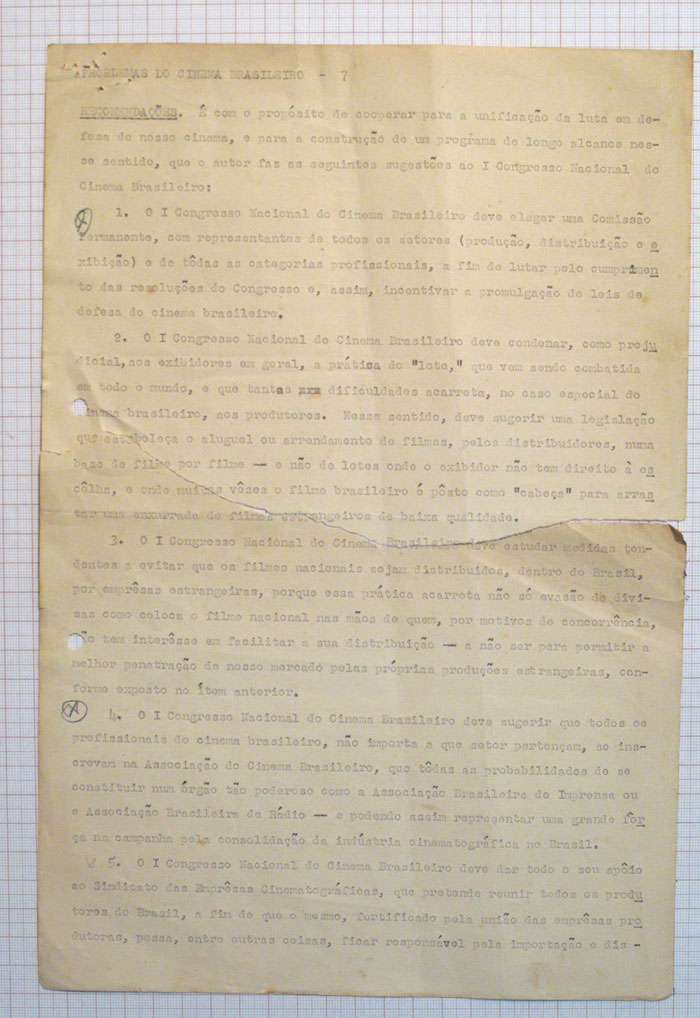 PROBLEMAS DO CINEMA BRASILEIRO - 7
RECOMENDAÇÕES. É com o propósito de cooperar para a unificação da luta em de-
fesa do nosso cinema, e para a construção de um programa de longo alcance nes-
se sentido, que o autor faz as seguintes sugestões ao I Congresso Nacional do
Cinema Brasileiro:
1. O I Congresso Nacional do Cinema Brasileiro deve eleger uma Comissão
Permanente, com representantes de todos os setores (produção, distribuição e e
xibição) e de tôdas as categorias profissionais, a fim de lutar pelo cumprimen
to das resoluções do Congresso e, assim, incentivar a promulgação de leis de
defesa do cinema brasileiro.
2. O I Congresso Nacional do Cinema Brasileiro deve condenar, como preju
dicial, aos exibidores em geral, a prática do "lote," que vem sendo combatida
em todo o mundo, e que tantas xxx dificuldades acarreta, no caso especial do
cinema brasileiro, aos produtores. Nesse sentido, deve sugerir uma legislação
que estabeleça o aluguel ou arrendamento de filmes, pelos distribuidores, numa
base de filme por filme — e não de lotes onde o exibidor não tem direito à es
côlha, e onde muitas vêzes o filme brasileiro é pôsto como "cabeça" para arras
tar uma enxurrada de filmes estrangeiros de baixa qualidade.
3. O I Congresso Nacional do Cinema Brasileiro deve estudar medidas ten-
dentes a evitar que os filmes nacionais sejam distribuidos, dentro do Brasil,
por emprêsas estrangeiras, porque essa prática acarreta não só evasão de divi-
sas como coloca o filme nacional nas mãos de quem, por motivos de concorrência,
não tem interêsse em facilitar a sua distribuição — a não ser para permitir a
melhor penetração de nosso mercado pelas próprias produções estrangeiras, con-
forme exposto no ítem anterior.
4. O I Congresso Nacional do Cinema Brasileiro deve sugerir que todos os
profissionais do cinema brasileiro, não importa a que setor pertençam, se ins-
crevam na Associação do Cinema Brasileiro, que tôdas as probabilidades de se
constituir num órgão tão poderoso como a Associação Brasileira de Imprensa ou
a Associação Brasileira de Rádio — e podendo assim representar uma grande for
ça na campanha pela consolidação da indústria cinematográfica no Brasil.
5. O I Congresso Nacional do Cinema Brasileiro deve dar todo o seu apôio
ao Sindicato das Emprêsas Cinematográficas, que pretende reunir todos os produ
tores do Brasil, a fim de que o mesmo, fortificado pela união das emprêsas pro
dutoras, possa, entre outras coisas, ficar responsável pela importação e dis -